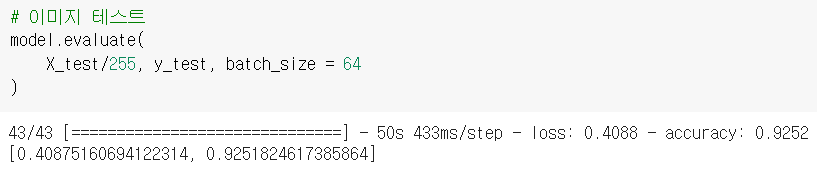 # 이미지 테스트
model.evaluate(
    X_test/255, y_test, batch_size = 64
)
43/43 [==============================] - 50s 433ms/step - loss: 0.4088 - accuracy: 0.9252
[0.40875160694122314, 0.9251824617385864]